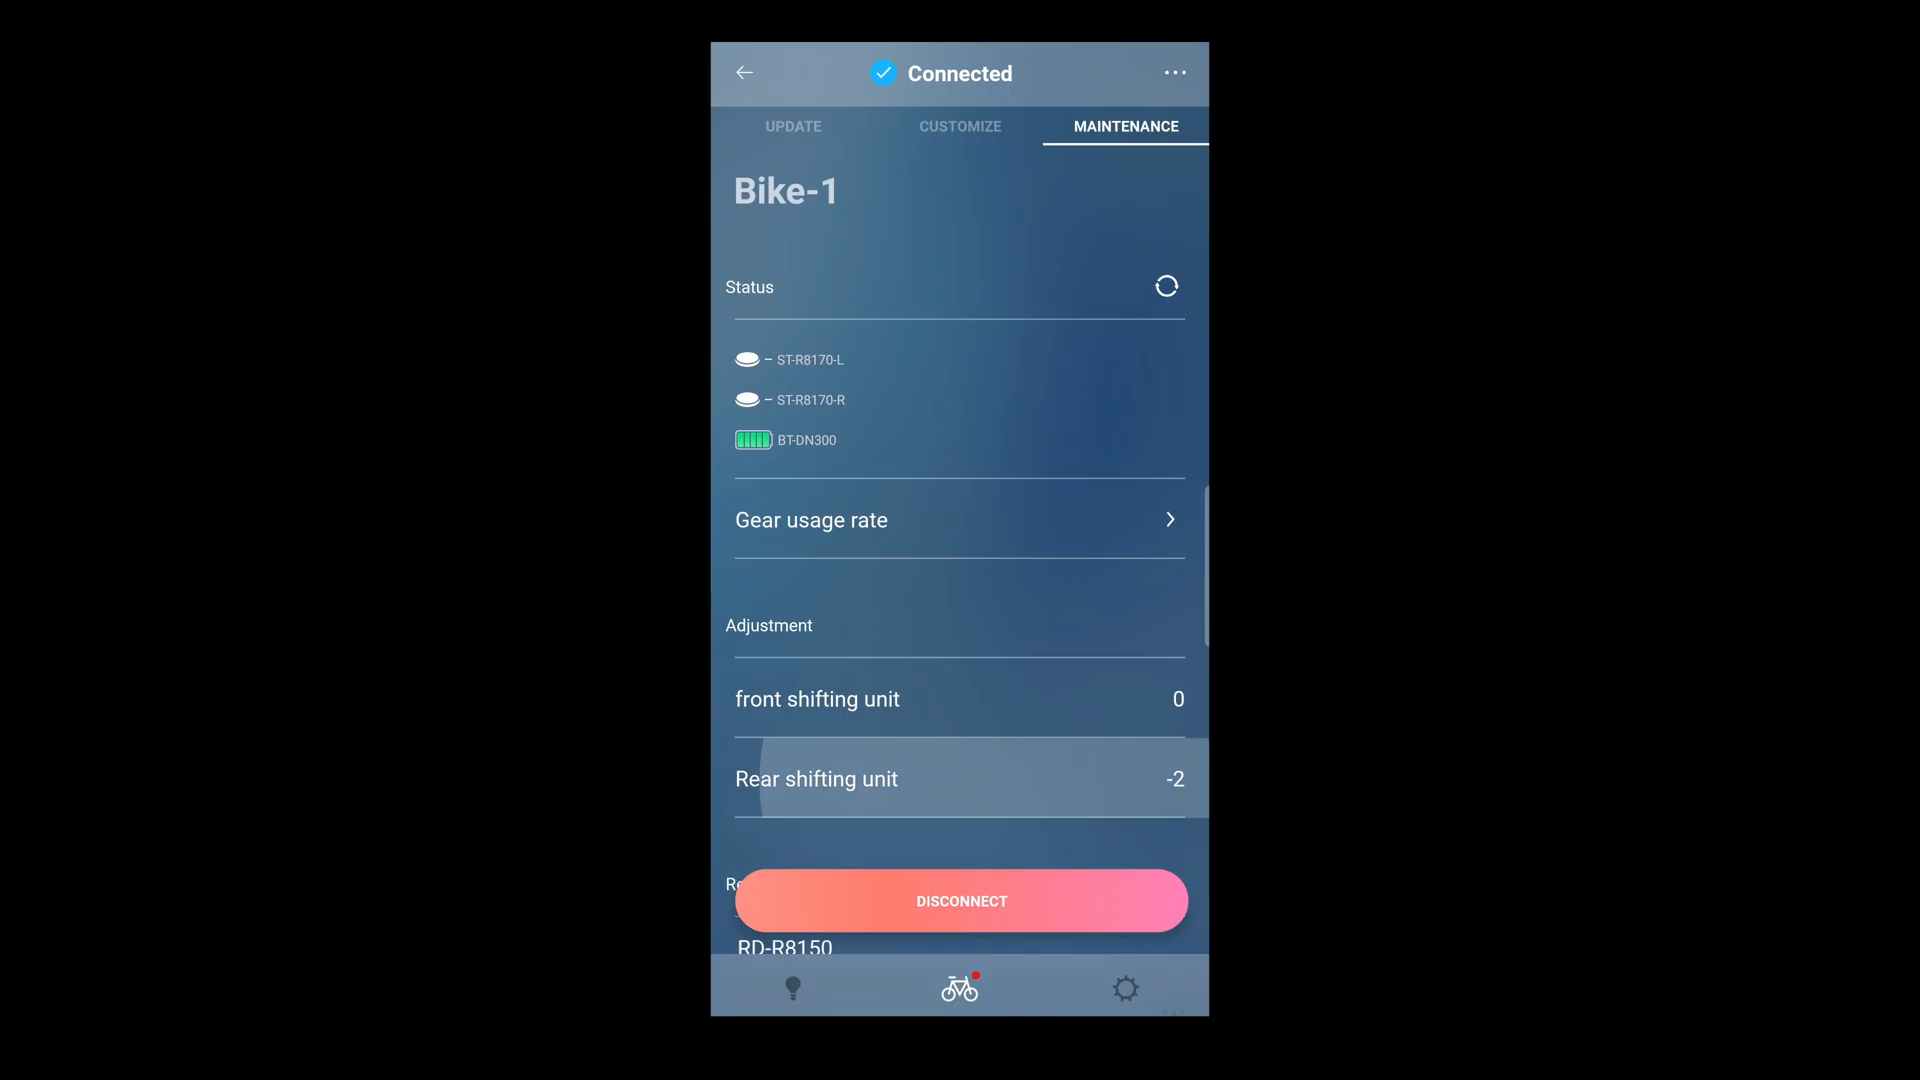 Connected
UPDATE CUSTOMIZE MAINTENANCE
Bike-1
Status
– ST-R8170-L
– ST-R8170-R
BT-DN300
Gear usage rate
Adjustment
front shifting unit 0
Rear shifting unit -2
DISCONNECT
RD-R8150